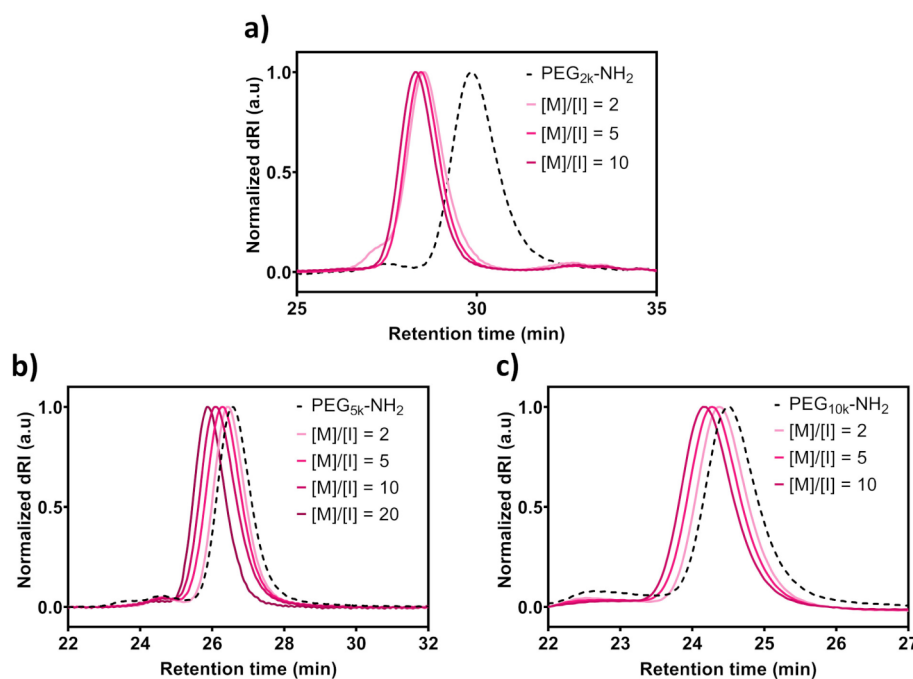 a)
Normalized dRI (a.u)
1.0
0.5
0.0
PEG2k-NH2
[M]/[I] = 2
[M]/[I] = 5
[M]/[I] = 10
25 30 35
Retention time (min)
b)
Normalized dRI (a.u)
1.0
0.5
0.0
PEG5k-NH2
[M]/[I] = 2
[M]/[I] = 5
[M]/[I] = 10
[M]/[I] = 20
22 24 26 28 30 32
Retention time (min)
c)
Normalized dRI (a.u)
1.0
0.5
0.0
PEG10k-NH2
[M]/[I] = 2
[M]/[I] = 5
[M]/[I] = 10
22 23 24 25 26 27
Retention time (min)